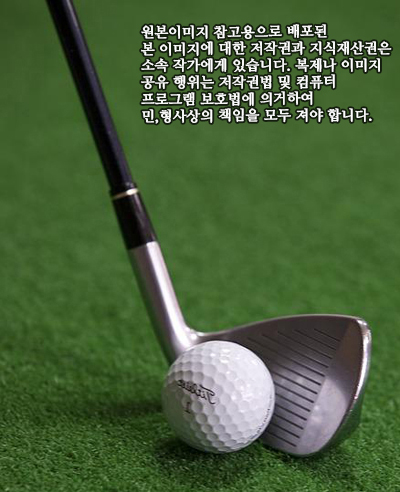 원본이미지 참고용으로 배포된
본 이미지에 대한 저작권과 지식재산권은
소속 작가에게 있습니다. 복제나 이미지
공유 행위는 저작권법 및 컴퓨터
프로그램 보호법에 의거하여
민,형사상의 책임을 모두 져야 합니다.
Titleist
1